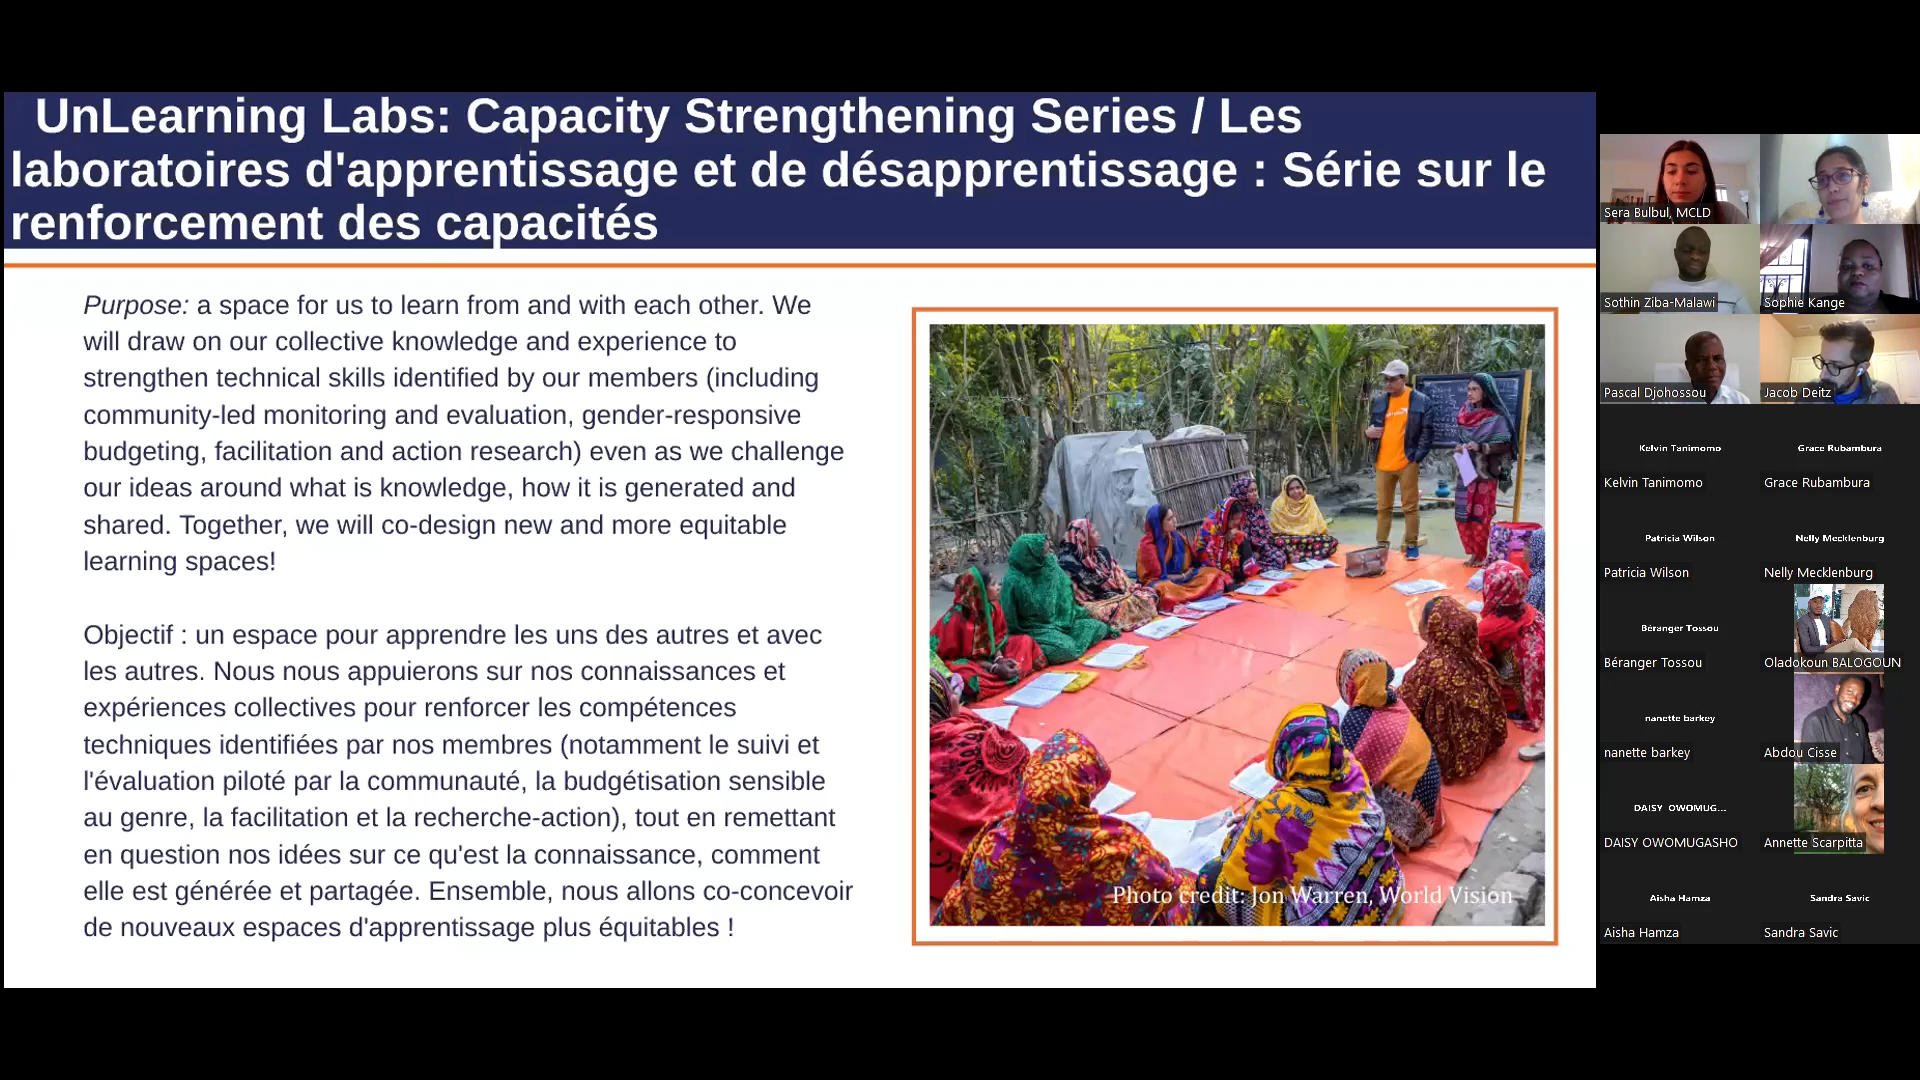 UnLearning Labs: Capacity Strengthening Series / Les
laboratoires d'apprentissage et de désapprentissage : Série sur le
renforcement des capacités
Purpose: a space for us to learn from and with each other. We
will draw on our collective knowledge and experience to
strengthen technical skills identified by our members (including
community-led monitoring and evaluation, gender-responsive
budgeting, facilitation and action research) even as we challenge
our ideas around what is knowledge, how it is generated and
shared. Together, we will co-design new and more equitable
learning spaces!
Objectif : un espace pour apprendre les uns des autres et avec
les autres. Nous nous appuierons sur nos connaissances et
expériences collectives pour renforcer les compétences
techniques identifiées par nos membres (notamment le suivi et
l'évaluation piloté par la communauté, la budgétisation sensible
au genre, la facilitation et la recherche-action), tout en remettant
en question nos idées sur ce qu'est la connaissance, comment
elle est générée et partagée. Ensemble, nous allons co-concevoir
de nouveaux espaces d'apprentissage plus équitables !
Photo credit: Jon Warren, World Vision
Sera Bulbul, MCLD
Sothin Ziba-Malawi
Sophie Kange
Pascal Djohossou
Jacob Deitz
Kelvin Tanimomo
Grace Rubambura
Kelvin Tanimomo
Grace Rubambura
Patricia Wilson
Nelly Mecklenburg
Patricia Wilson
Nelly Mecklenburg
Béranger Tossou
Béranger Tossou
Oladokoun BALOGOUN
nanette barkey
nanette barkey
Abdou Cisse
DAISY OWOMUG...
DAISY OWOMUGASHO
Annette Scarpitta
Aisha Hamza
Sandra Savic
Aisha Hamza
Sandra Savic